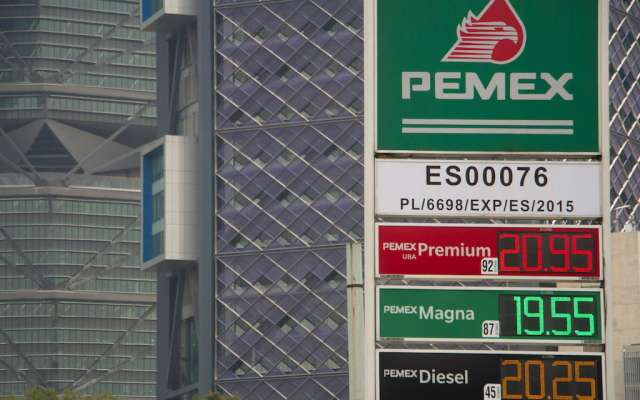 PEMEX
ES00076
PL/6698/EXP/ES/2015
PEMEX Premium 92 20.95
UBA
PEMEX Magna 87 19.55
PEMEX Diesel 45 20.25